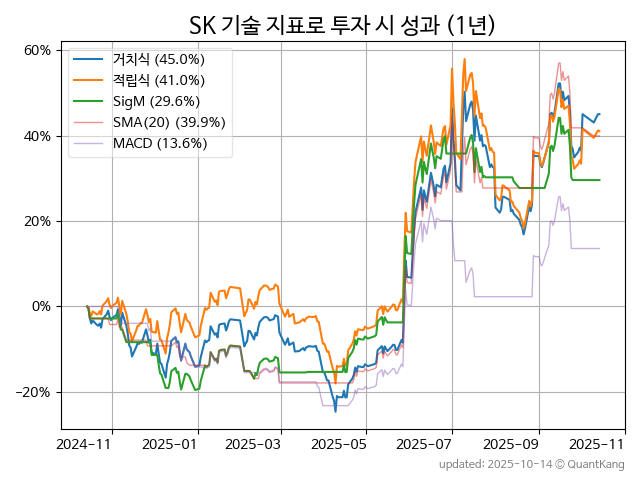 SK 기술 지표로 투자 시 성과 (1년)
거치식 (45.0%)
적립식 (41.0%)
SigM (29.6%)
SMA(20) (39.9%)
MACD (13.6%)
60%
40%
20%
0%
−20%
2024-11
2025-01
2025-03
2025-05
2025-07
2025-09
2025-11
updated: 2025-10-14 © QuantKang